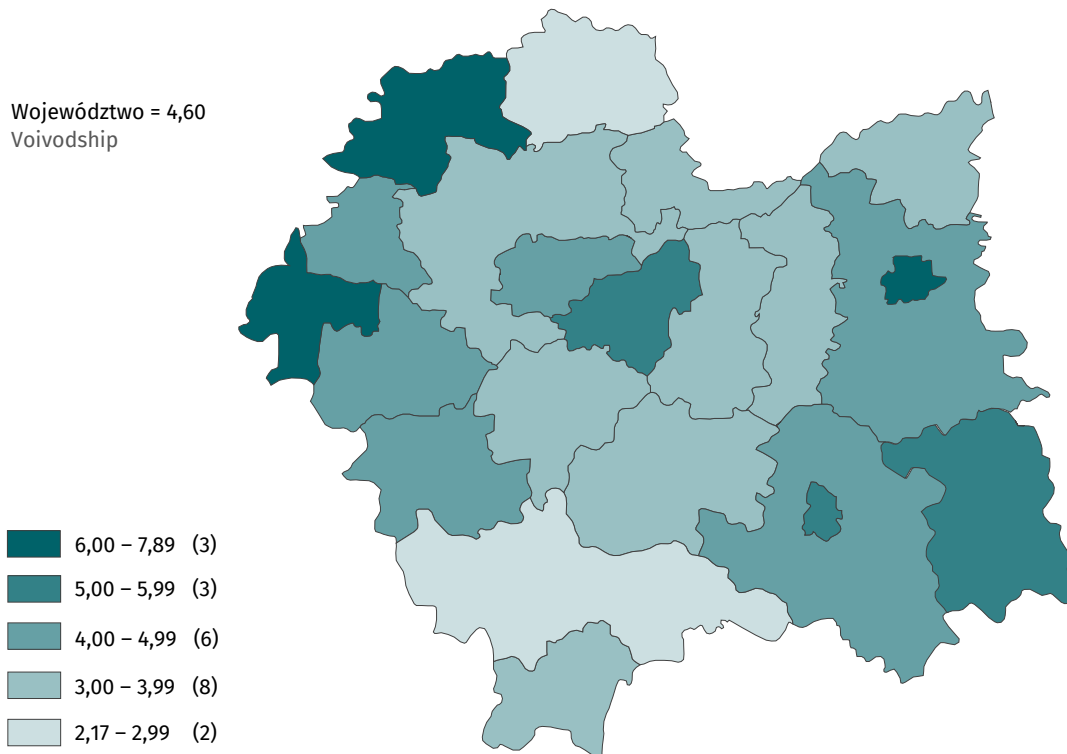 Województwo = 4,60
Voivodship
6,00 – 7,89 (3)
5,00 – 5,99 (3)
4,00 – 4,99 (6)
3,00 – 3,99 (8)
2,17 – 2,99 (2)